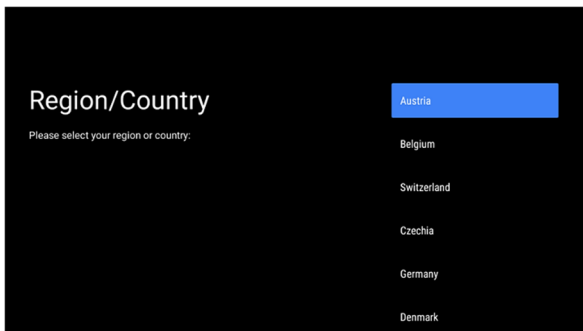 Region/Country
Please select your region or country:
Austria
Belgium
Switzerland
Czechia
Germany
Denmark